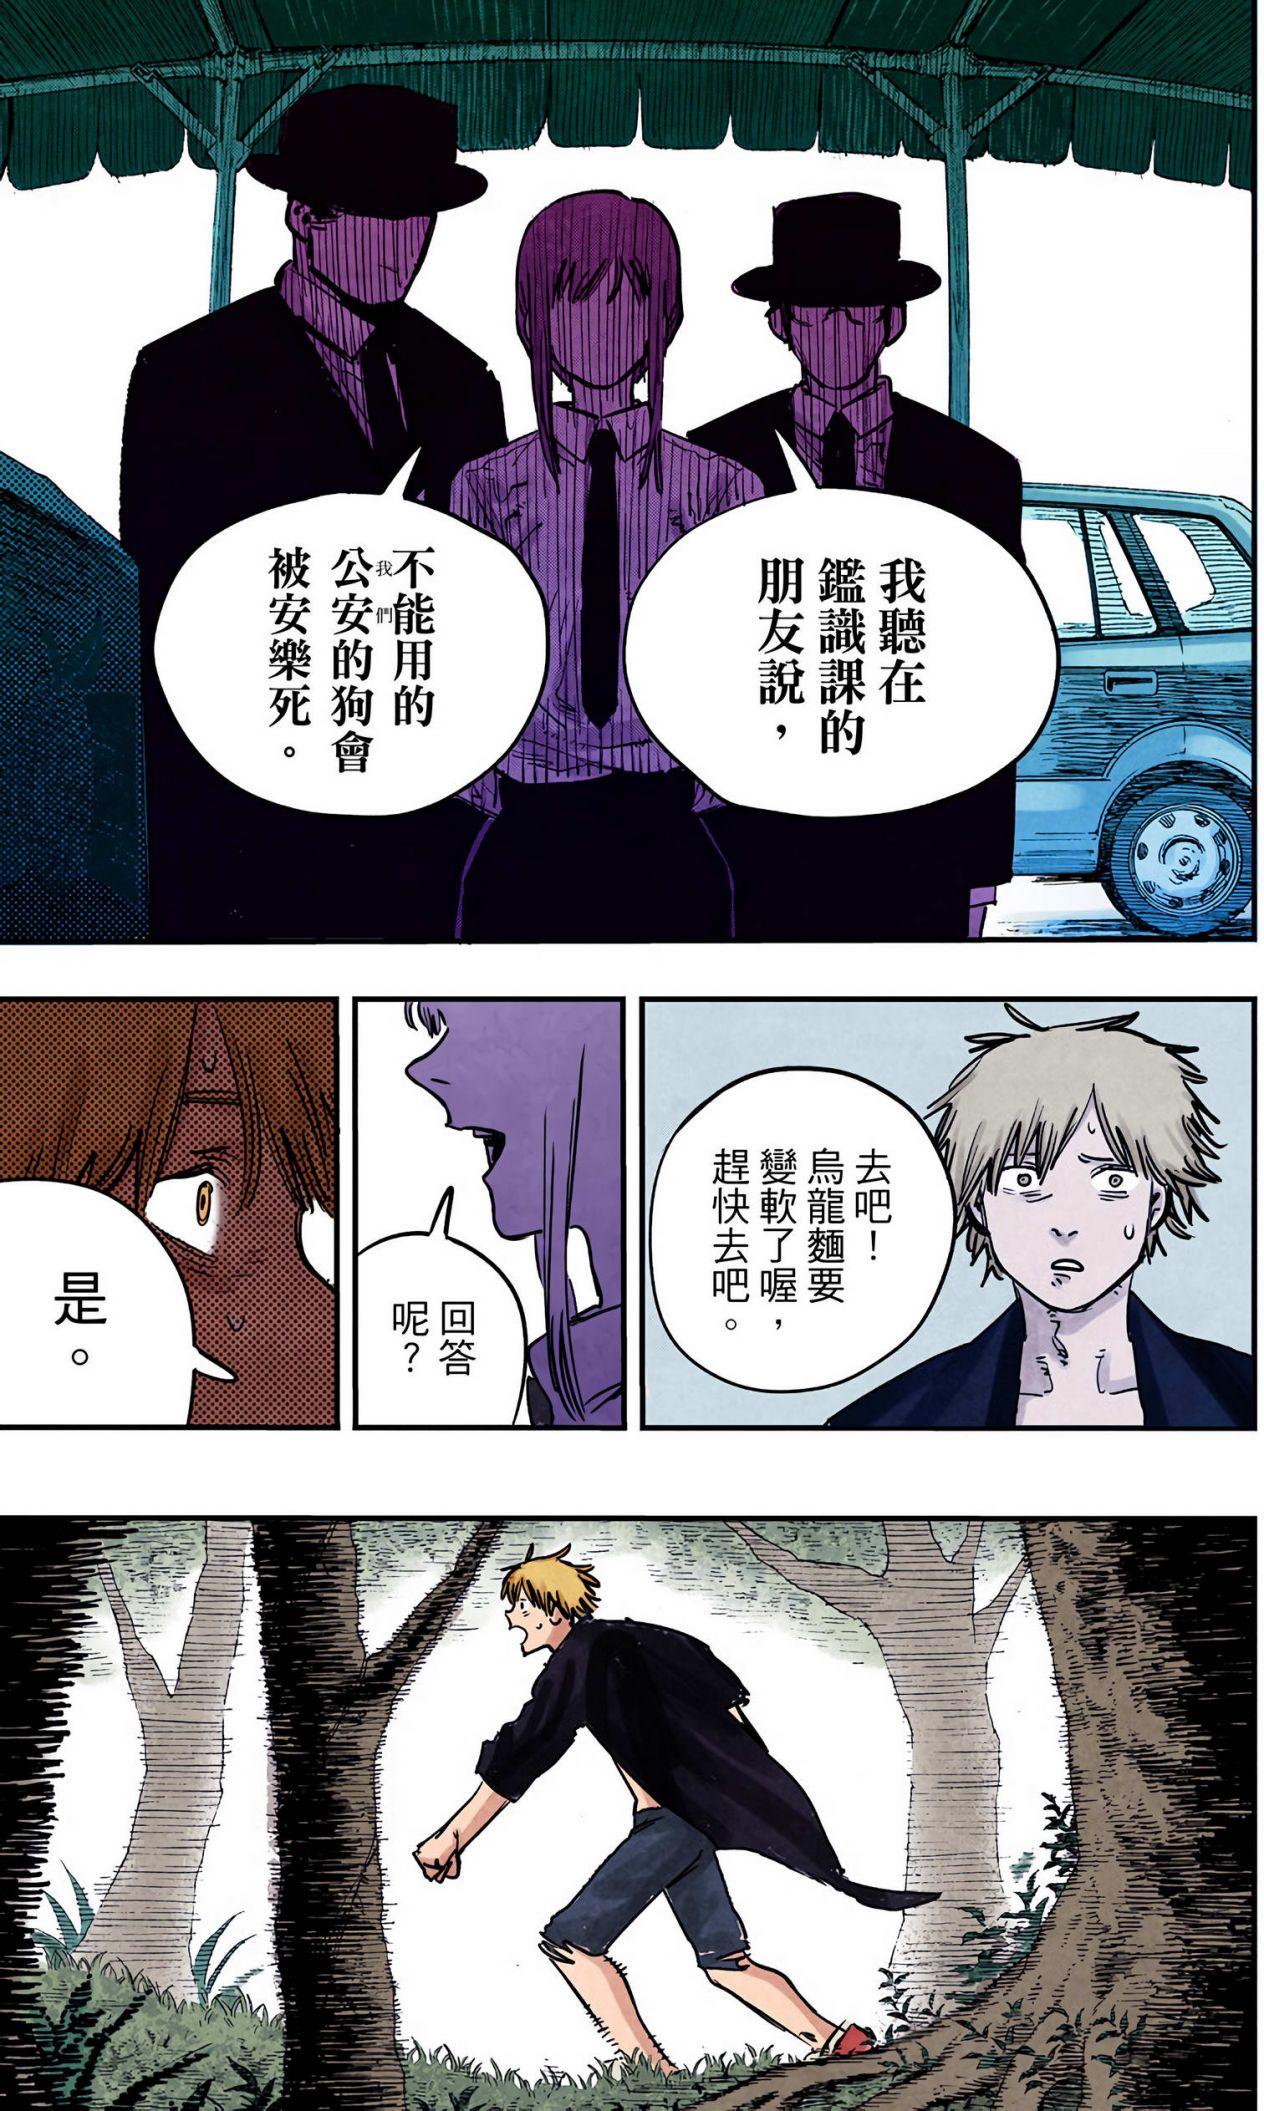 我聽在
鑑識課的
朋友說，
不能用的
我們
公安的狗會
被安樂死。
去吧！
烏龍麵要
變軟了喔，
趕快去吧。
回答
呢？
是。